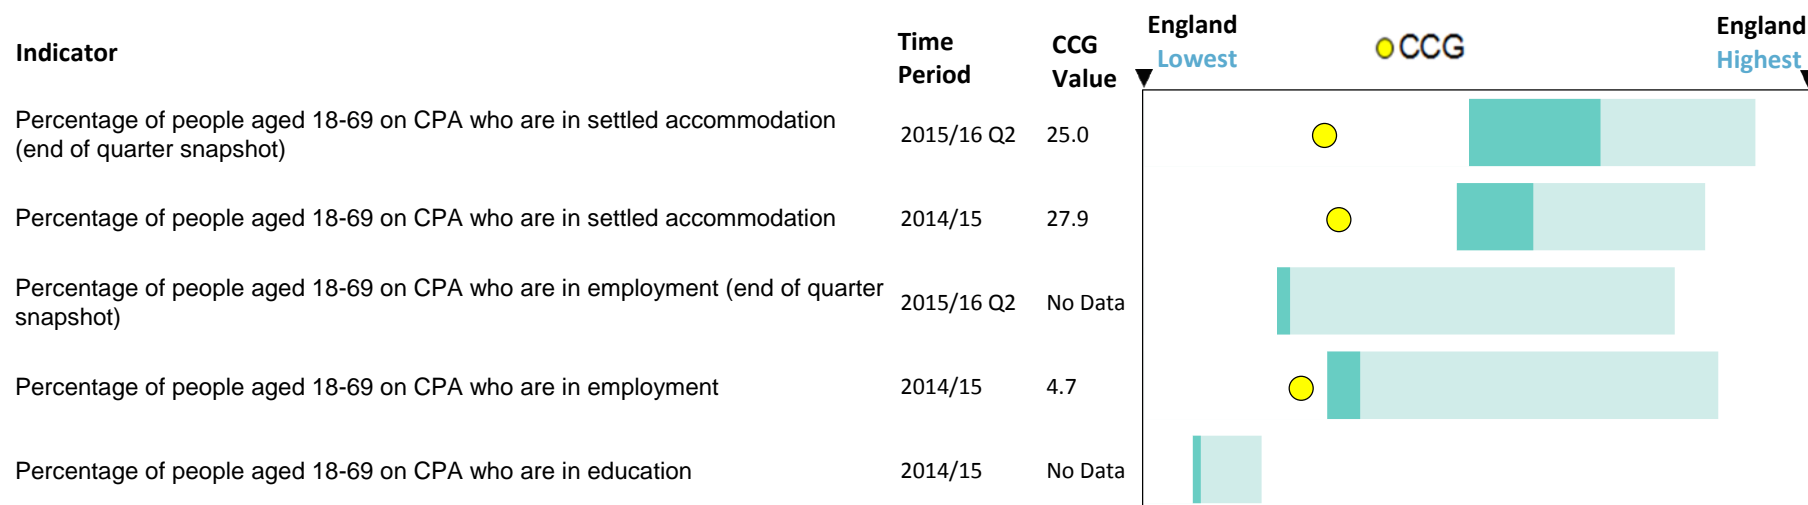 Indicator
Time
Period
CCG
Value
England
Lowest
CCG
England
Highest
Percentage of people aged 18-69 on CPA who are in settled accommodation
(end of quarter snapshot)
2015/16 Q2
25.0
Percentage of people aged 18-69 on CPA who are in settled accommodation
2014/15
27.9
Percentage of people aged 18-69 on CPA who are in employment (end of quarter
snapshot)
2015/16 Q2
No Data
Percentage of people aged 18-69 on CPA who are in employment
2014/15
4.7
Percentage of people aged 18-69 on CPA who are in education
2014/15
No Data